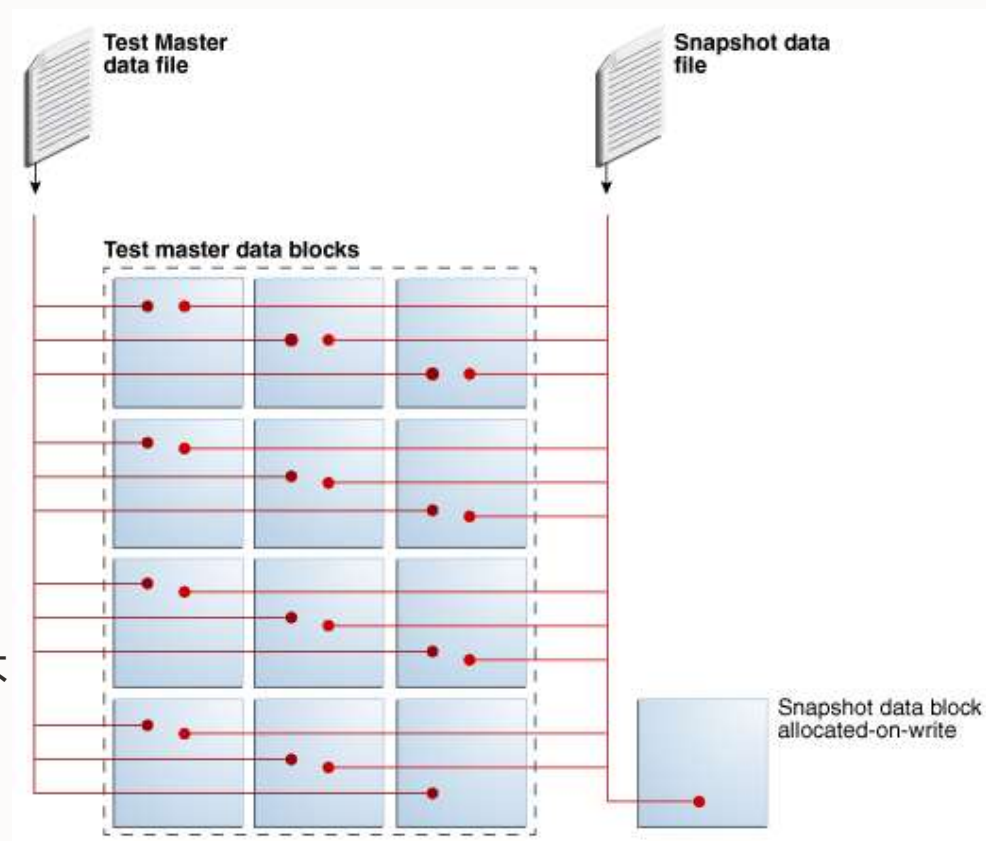 Test Master
data file
Snapshot data
file
Test master data blocks
Snapshot data block
allocated-on-write